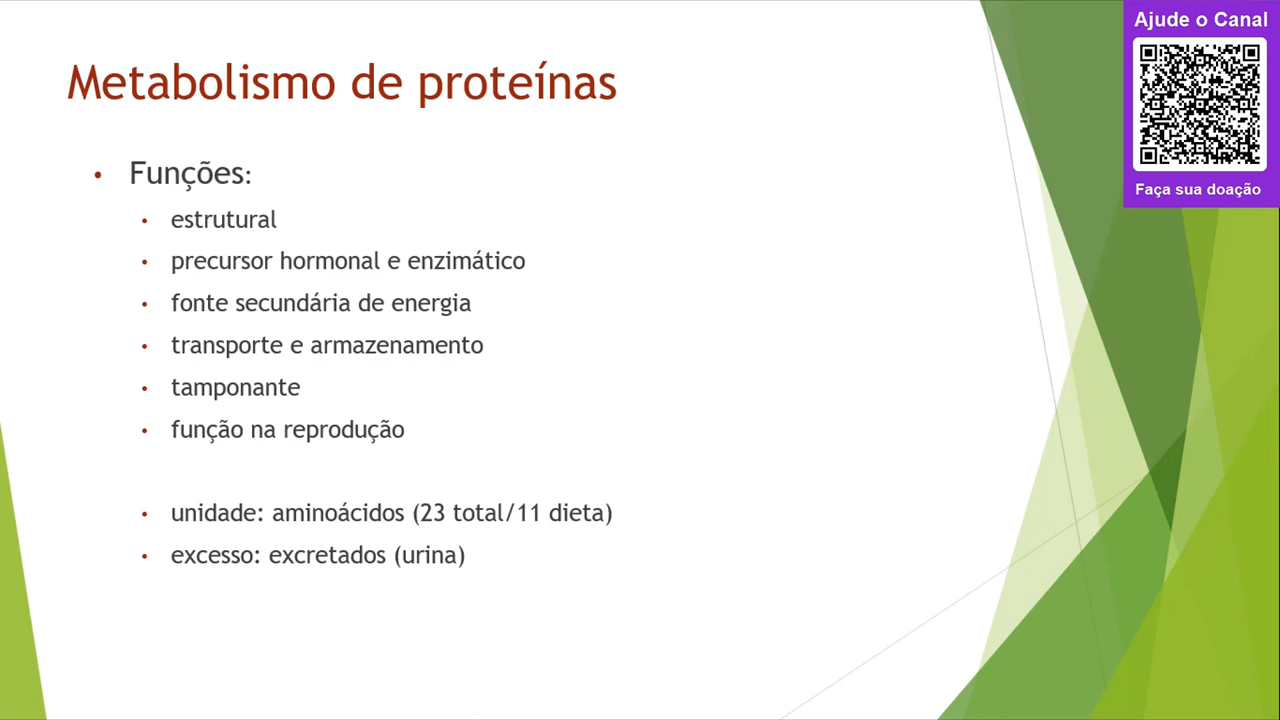 Ajude o Canal
Metabolismo de proteínas
• Funções:
• estrutural
• precursor hormonal e enzimático
• fonte secundária de energia
• transporte e armazenamento
• tamponante
• função na reprodução
• unidade: aminoácidos (23 total/11 dieta)
• excesso: excretados (urina)
Faça sua doação